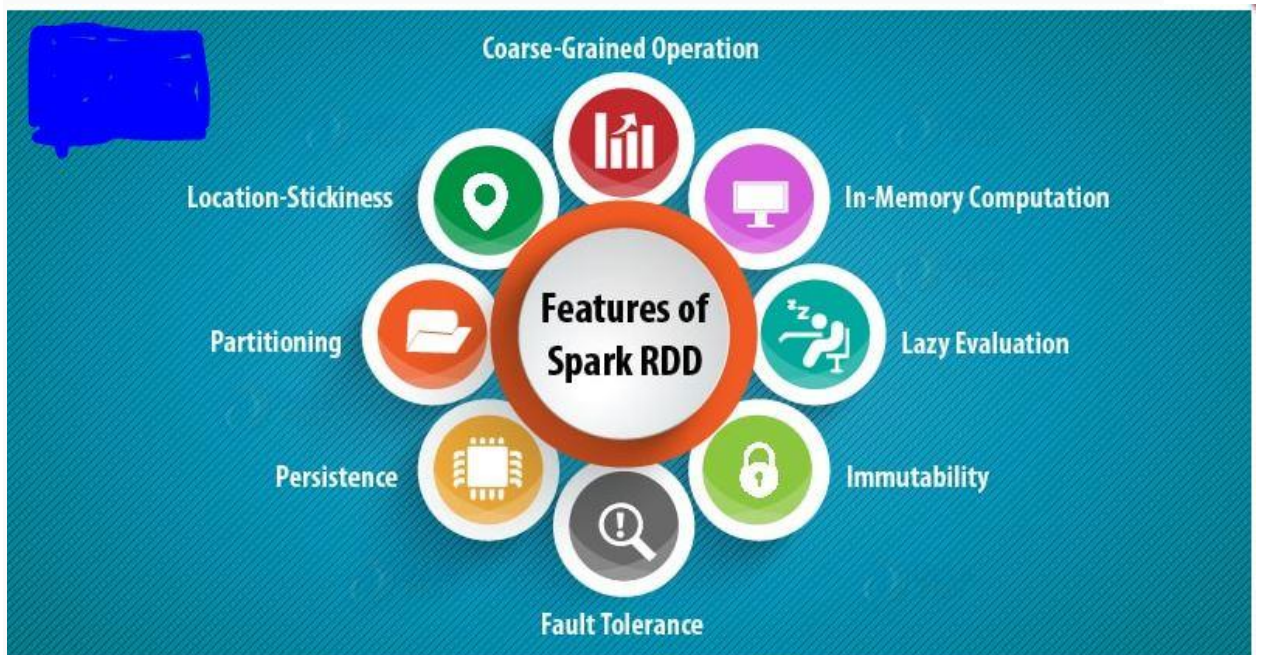 Coarse-Grained Operation
Location-Stickiness
In-Memory Computation
Features of
Spark RDD
Partitioning
Lazy Evaluation
Persistence
Immutability
Fault Tolerance